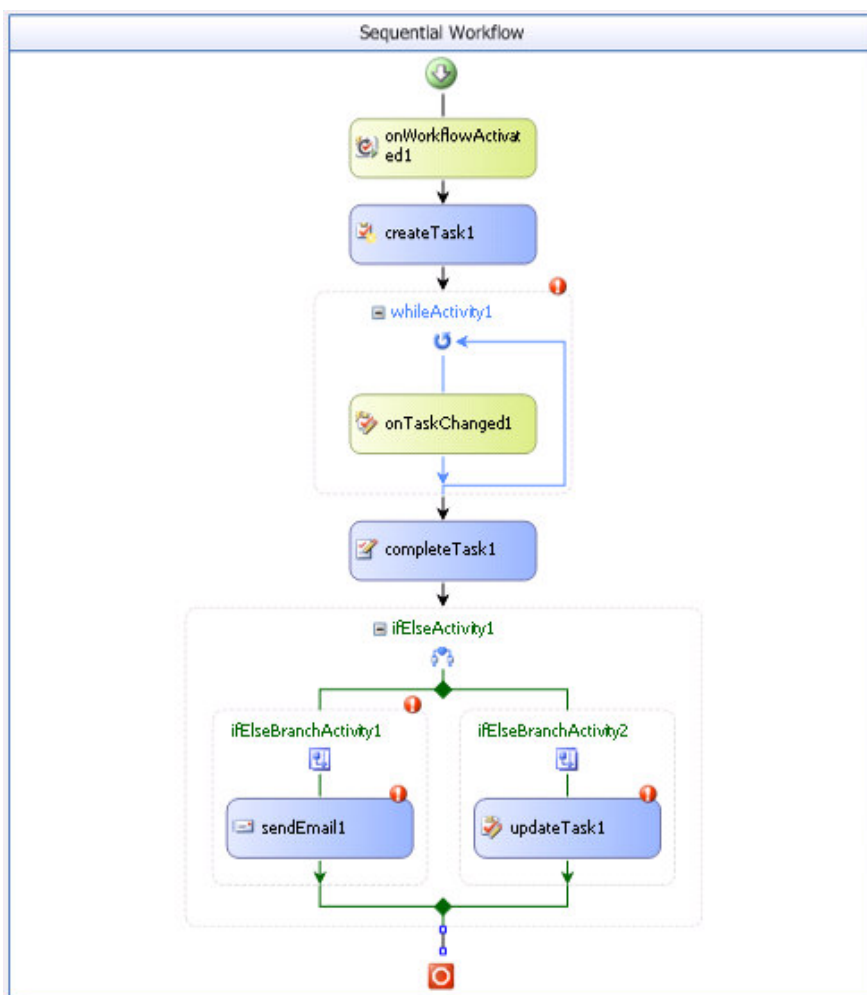 Sequential Workflow
onWorkflowActivat
ed1
createTask1
whileActivity1
onTaskChanged1
completeTask1
ifElseActivity1
ifElseBranchActivity1
ifElseBranchActivity2
sendEmail1
updateTask1